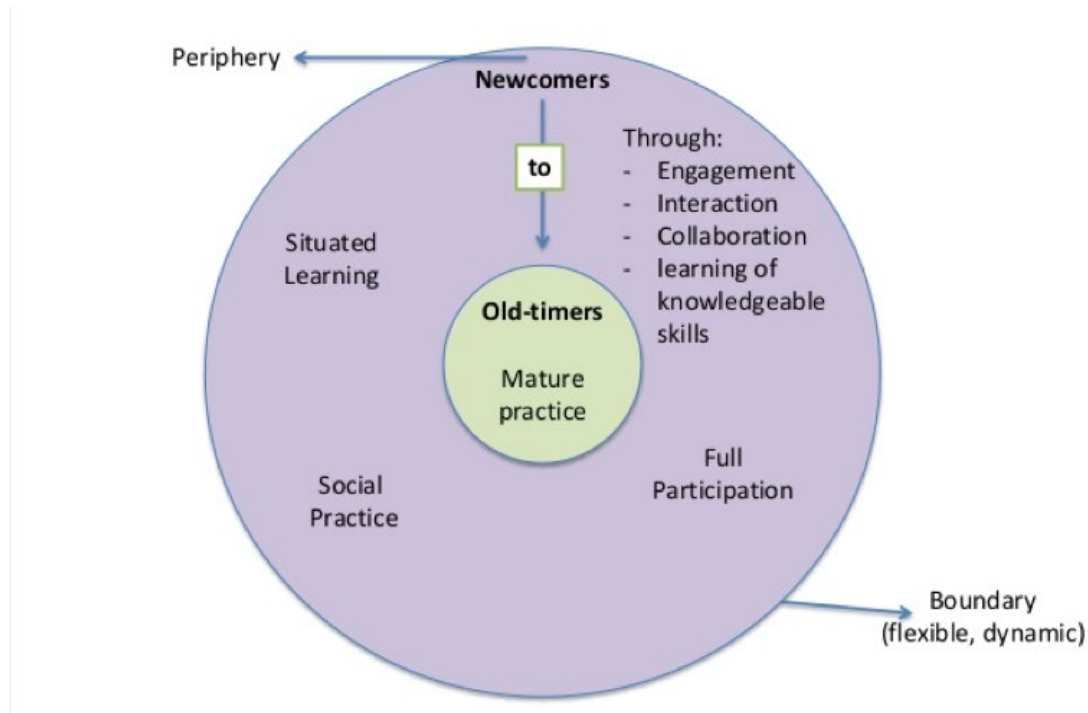 Periphery
Newcomers
to
Through:
- Engagement
- Interaction
- Collaboration
- learning of
knowledgeable
skills
Situated
Learning
Old-timers
Mature
practice
Social
Practice
Full
Participation
Boundary
(flexible, dynamic)